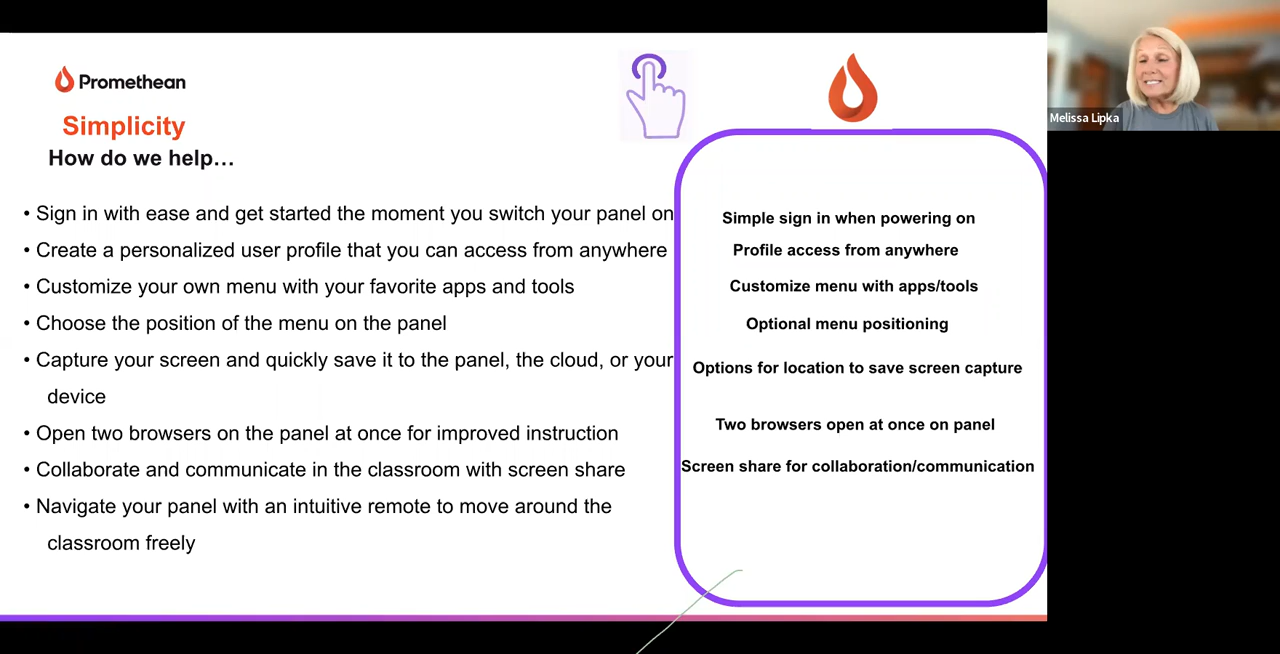 Promethean
Simplicity
How do we help…
• Sign in with ease and get started the moment you switch your panel on
• Create a personalized user profile that you can access from anywhere
• Customize your own menu with your favorite apps and tools
• Choose the position of the menu on the panel
• Capture your screen and quickly save it to the panel, the cloud, or your
device
• Open two browsers on the panel at once for improved instruction
• Collaborate and communicate in the classroom with screen share
• Navigate your panel with an intuitive remote to move around the
classroom freely
Simple sign in when powering on
Profile access from anywhere
Customize menu with apps/tools
Optional menu positioning
Options for location to save screen capture
Two browsers open at once on panel
Screen share for collaboration/communication
Melissa Lipka